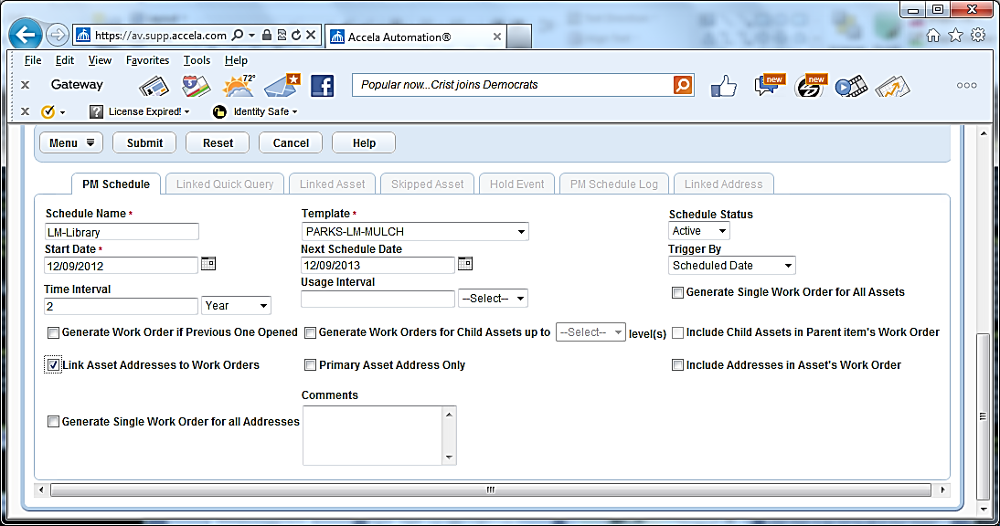 https://av.supp.accela.com
Accela Automation®
File Edit View Favorites Tools Help
x Gateway 72° Popular now...Crist joins Democrats new new
License Expired! Identity Safe
Menu Submit Reset Cancel Help
PM Schedule Linked Quick Query Linked Asset Skipped Asset Hold Event PM Schedule Log Linked Address
Schedule Name * Template * Schedule Status
LM-Library PARKS-LM-MULCH Active
Start Date * Next Schedule Date Trigger By
12/09/2012 12/09/2013 Scheduled Date
Time Interval Usage Interval
2 Year --Select-- Generate Single Work Order for All Assets
Generate Work Order if Previous One Opened Generate Work Orders for Child Assets up to --Select-- level(s) Include Child Assets in Parent item's Work Order
Link Asset Addresses to Work Orders Primary Asset Address Only Include Addresses in Asset's Work Order
Comments
Generate Single Work Order for all Addresses